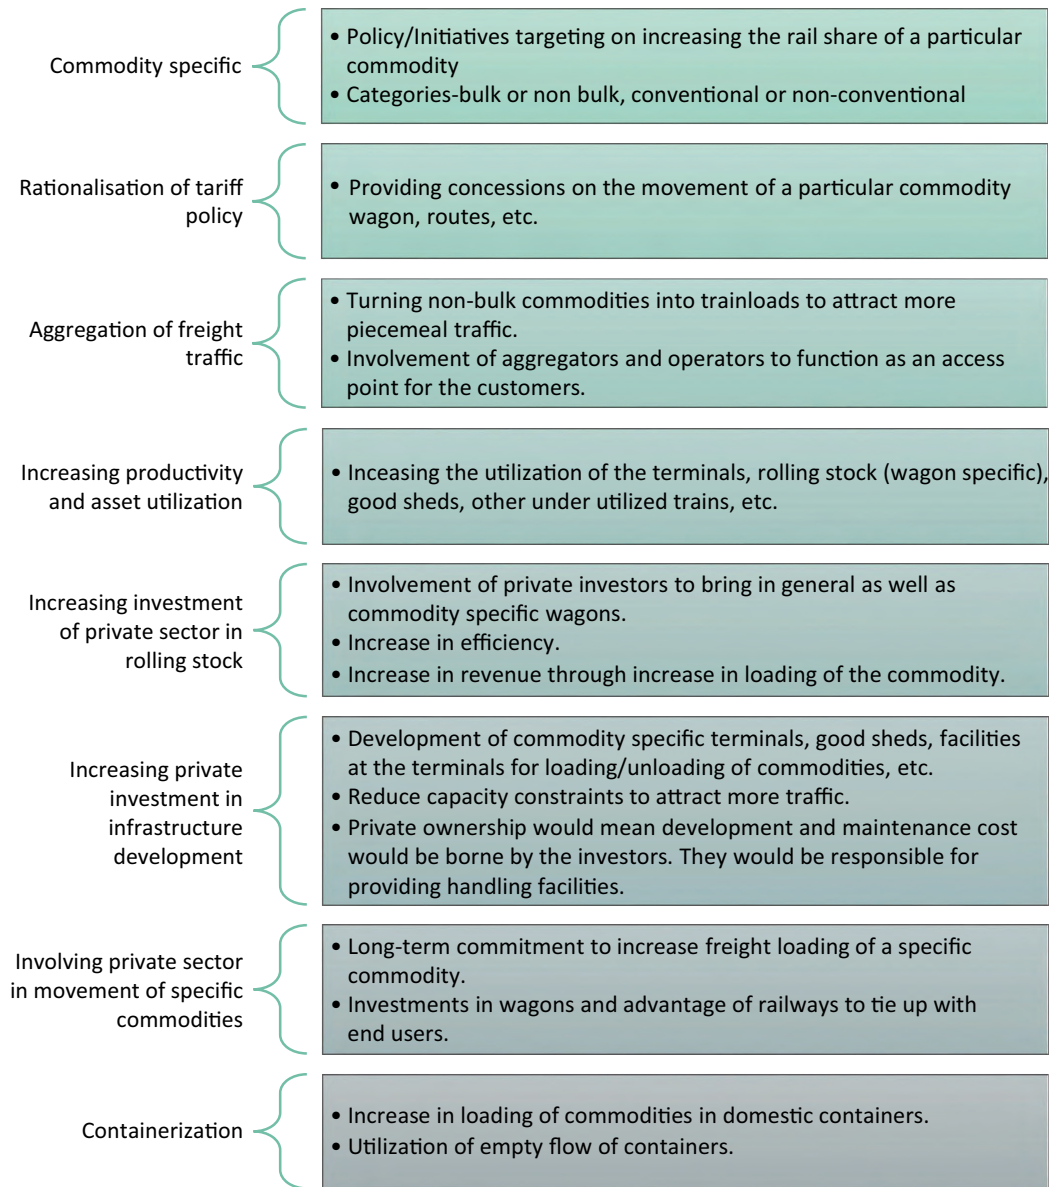 Commodity specific
• Policy/Initiatives targeting on increasing the rail share of a particular
commodity
• Categories-bulk or non bulk, conventional or non-conventional
Rationalisation of tariff
policy
• Providing concessions on the movement of a particular commodity
wagon, routes, etc.
Aggregation of freight
traffic
• Turning non-bulk commodities into trainloads to attract more
piecemeal traffic.
• Involvement of aggregators and operators to function as an access
point for the customers.
Increasing productivity
and asset utilization
• Inceasing the utilization of the terminals, rolling stock (wagon specific),
good sheds, other under utilized trains, etc.
Increasing investment
of private sector in
rolling stock
• Involvement of private investors to bring in general as well as
commodity specific wagons.
• Increase in efficiency.
• Increase in revenue through increase in loading of the commodity.
Increasing private
investment in
infrastructure
development
• Development of commodity specific terminals, good sheds, facilities
at the terminals for loading/unloading of commodities, etc.
• Reduce capacity constraints to attract more traffic.
• Private ownership would mean development and maintenance cost
would be borne by the investors. They would be responsible for
providing handling facilities.
Involving private sector
in movement of specific
commodities
• Long-term commitment to increase freight loading of a specific
commodity.
• Investments in wagons and advantage of railways to tie up with
end users.
Containerization
• Increase in loading of commodities in domestic containers.
• Utilization of empty flow of containers.